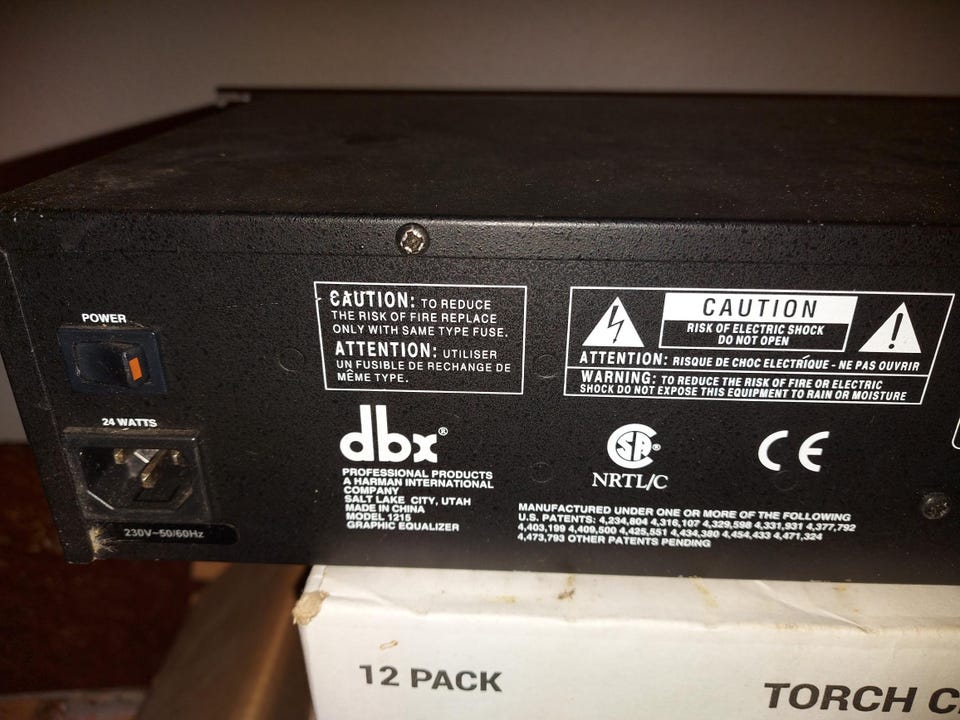 POWER
24 WATTS
230V~50/60Hz
CAUTION: TO REDUCE
THE RISK OF FIRE REPLACE
ONLY WITH SAME TYPE FUSE.
ATTENTION: UTILISER
UN FUSIBLE DE RECHANGE DE
MÊME TYPE.
CAUTION
RISK OF ELECTRIC SHOCK
DO NOT OPEN
ATTENTION: RISQUE DE CHOC ELECTRIQUE - NE PAS OUVRIR
WARNING: TO REDUCE THE RISK OF FIRE OR ELECTRIC
SHOCK DO NOT EXPOSE THIS EQUIPMENT TO RAIN OR MOISTURE
dbx®
PROFESSIONAL PRODUCTS
A HARMAN INTERNATIONAL
COMPANY
SALT LAKE CITY, UTAH
MADE IN CHINA
MODEL 1215
GRAPHIC EQUALIZER
SA®
NRTL/C
CE
MANUFACTURED UNDER ONE OR MORE OF THE FOLLOWING
U.S. PATENTS: 4,234,804 4,316,107 4,329,598 4,331,931 4,377,792
4,403,199 4,409,500 4,425,551 4,434,380 4,454,433 4,471,324
4,473,793 OTHER PATENTS PENDING
12 PACK
TORCH